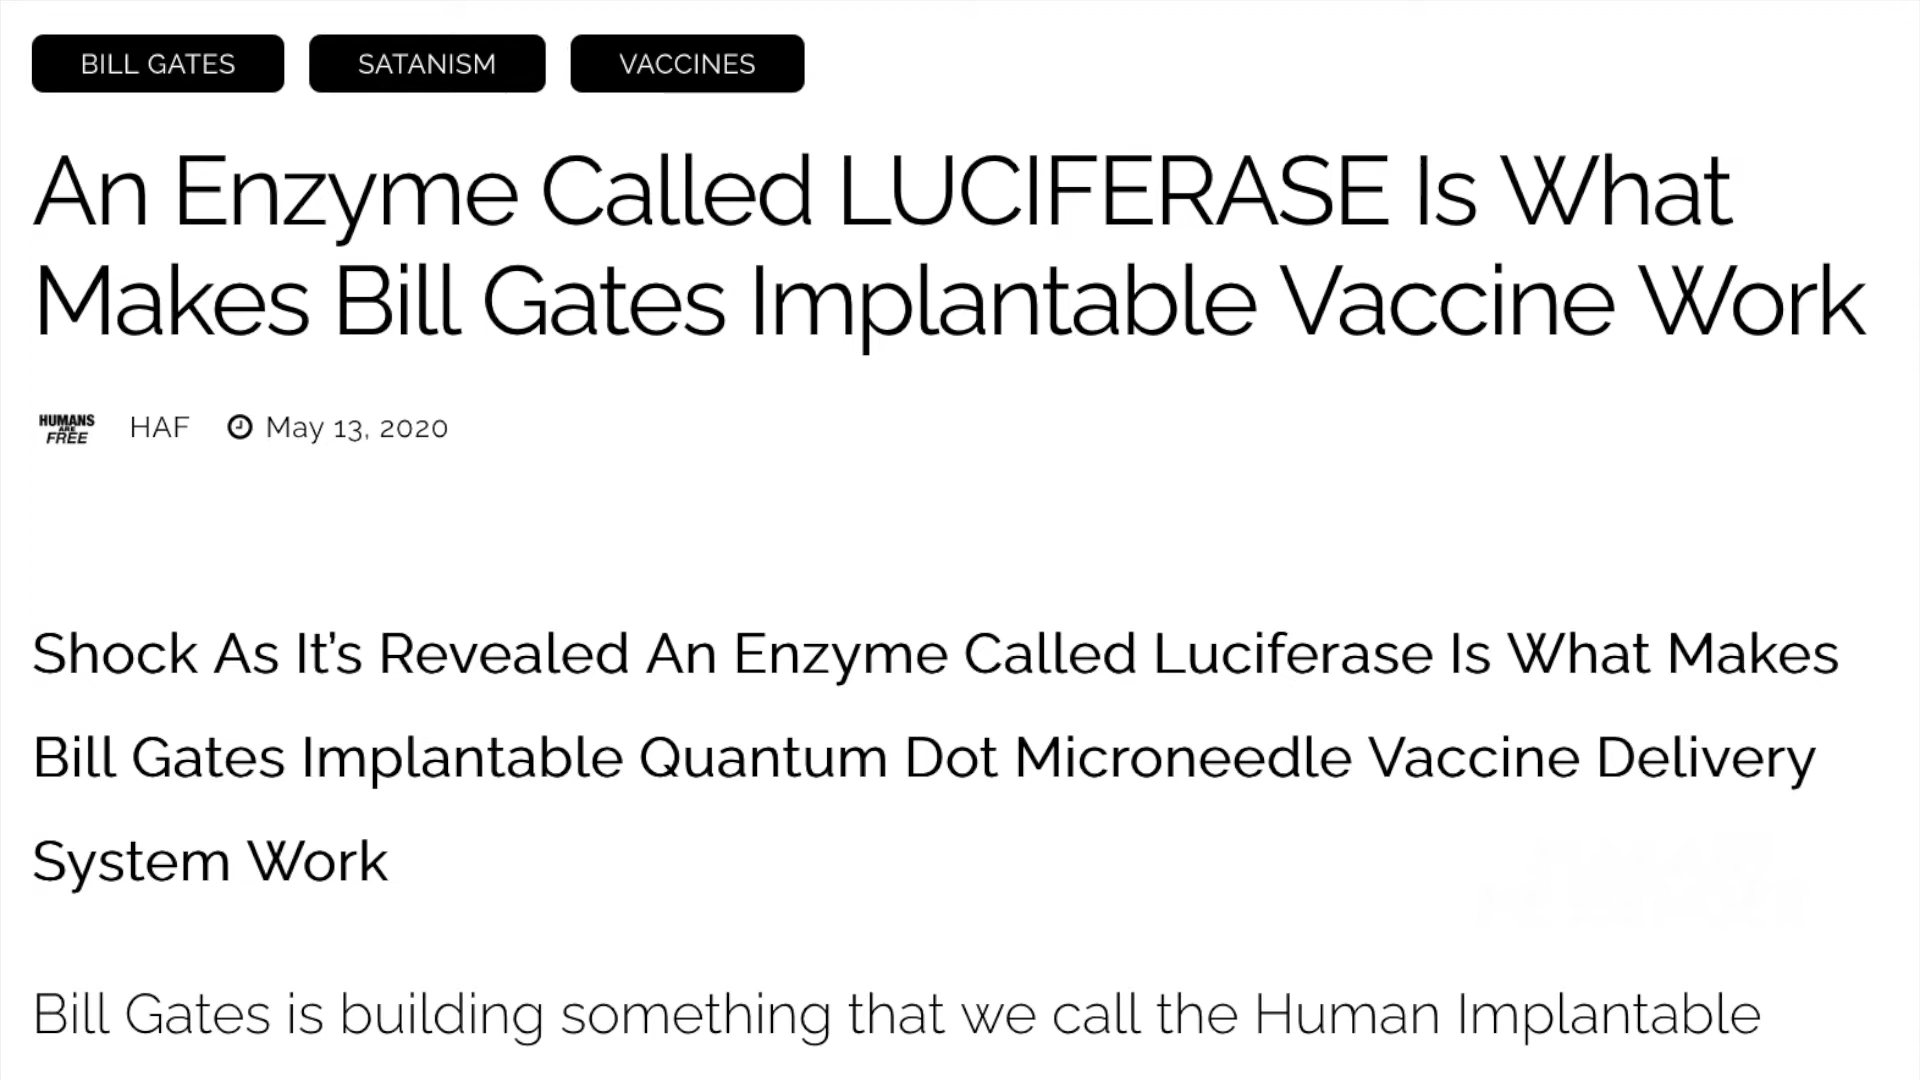 BILL GATES SATANISM VACCINES
An Enzyme Called LUCIFERASE Is What
Makes Bill Gates Implantable Vaccine Work
HUMANS
ARE
FREE
HAF May 13, 2020
Shock As It’s Revealed An Enzyme Called Luciferase Is What Makes
Bill Gates Implantable Quantum Dot Microneedle Vaccine Delivery
System Work
Bill Gates is building something that we call the Human Implantable